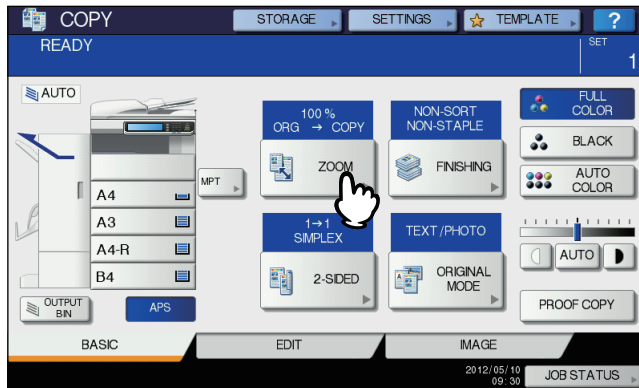 COPY
STORAGE
SETTINGS
TEMPLATE
?
READY
SET
1
AUTO
A4
A3
A4-R
B4
MPT
OUTPUT
BIN
APS
100 %
ORG → COPY
ZOOM
NON-SORT
NON-STAPLE
FINISHING
1→1
SIMPLEX
2-SIDED
TEXT/PHOTO
ORIGINAL
MODE
FULL
COLOR
BLACK
AUTO
COLOR
AUTO
PROOF COPY
BASIC
EDIT
IMAGE
2012/05/10
09:30
JOB STATUS